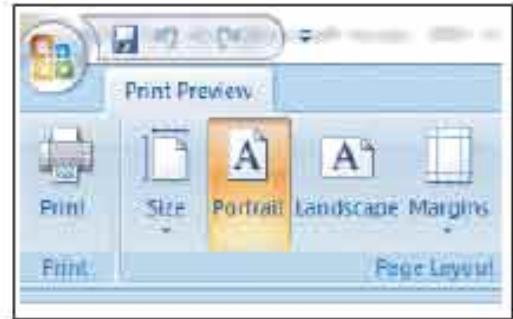 Print Preview
Print
Size
Portrait
Landscape
Margins
Print
Page Layout